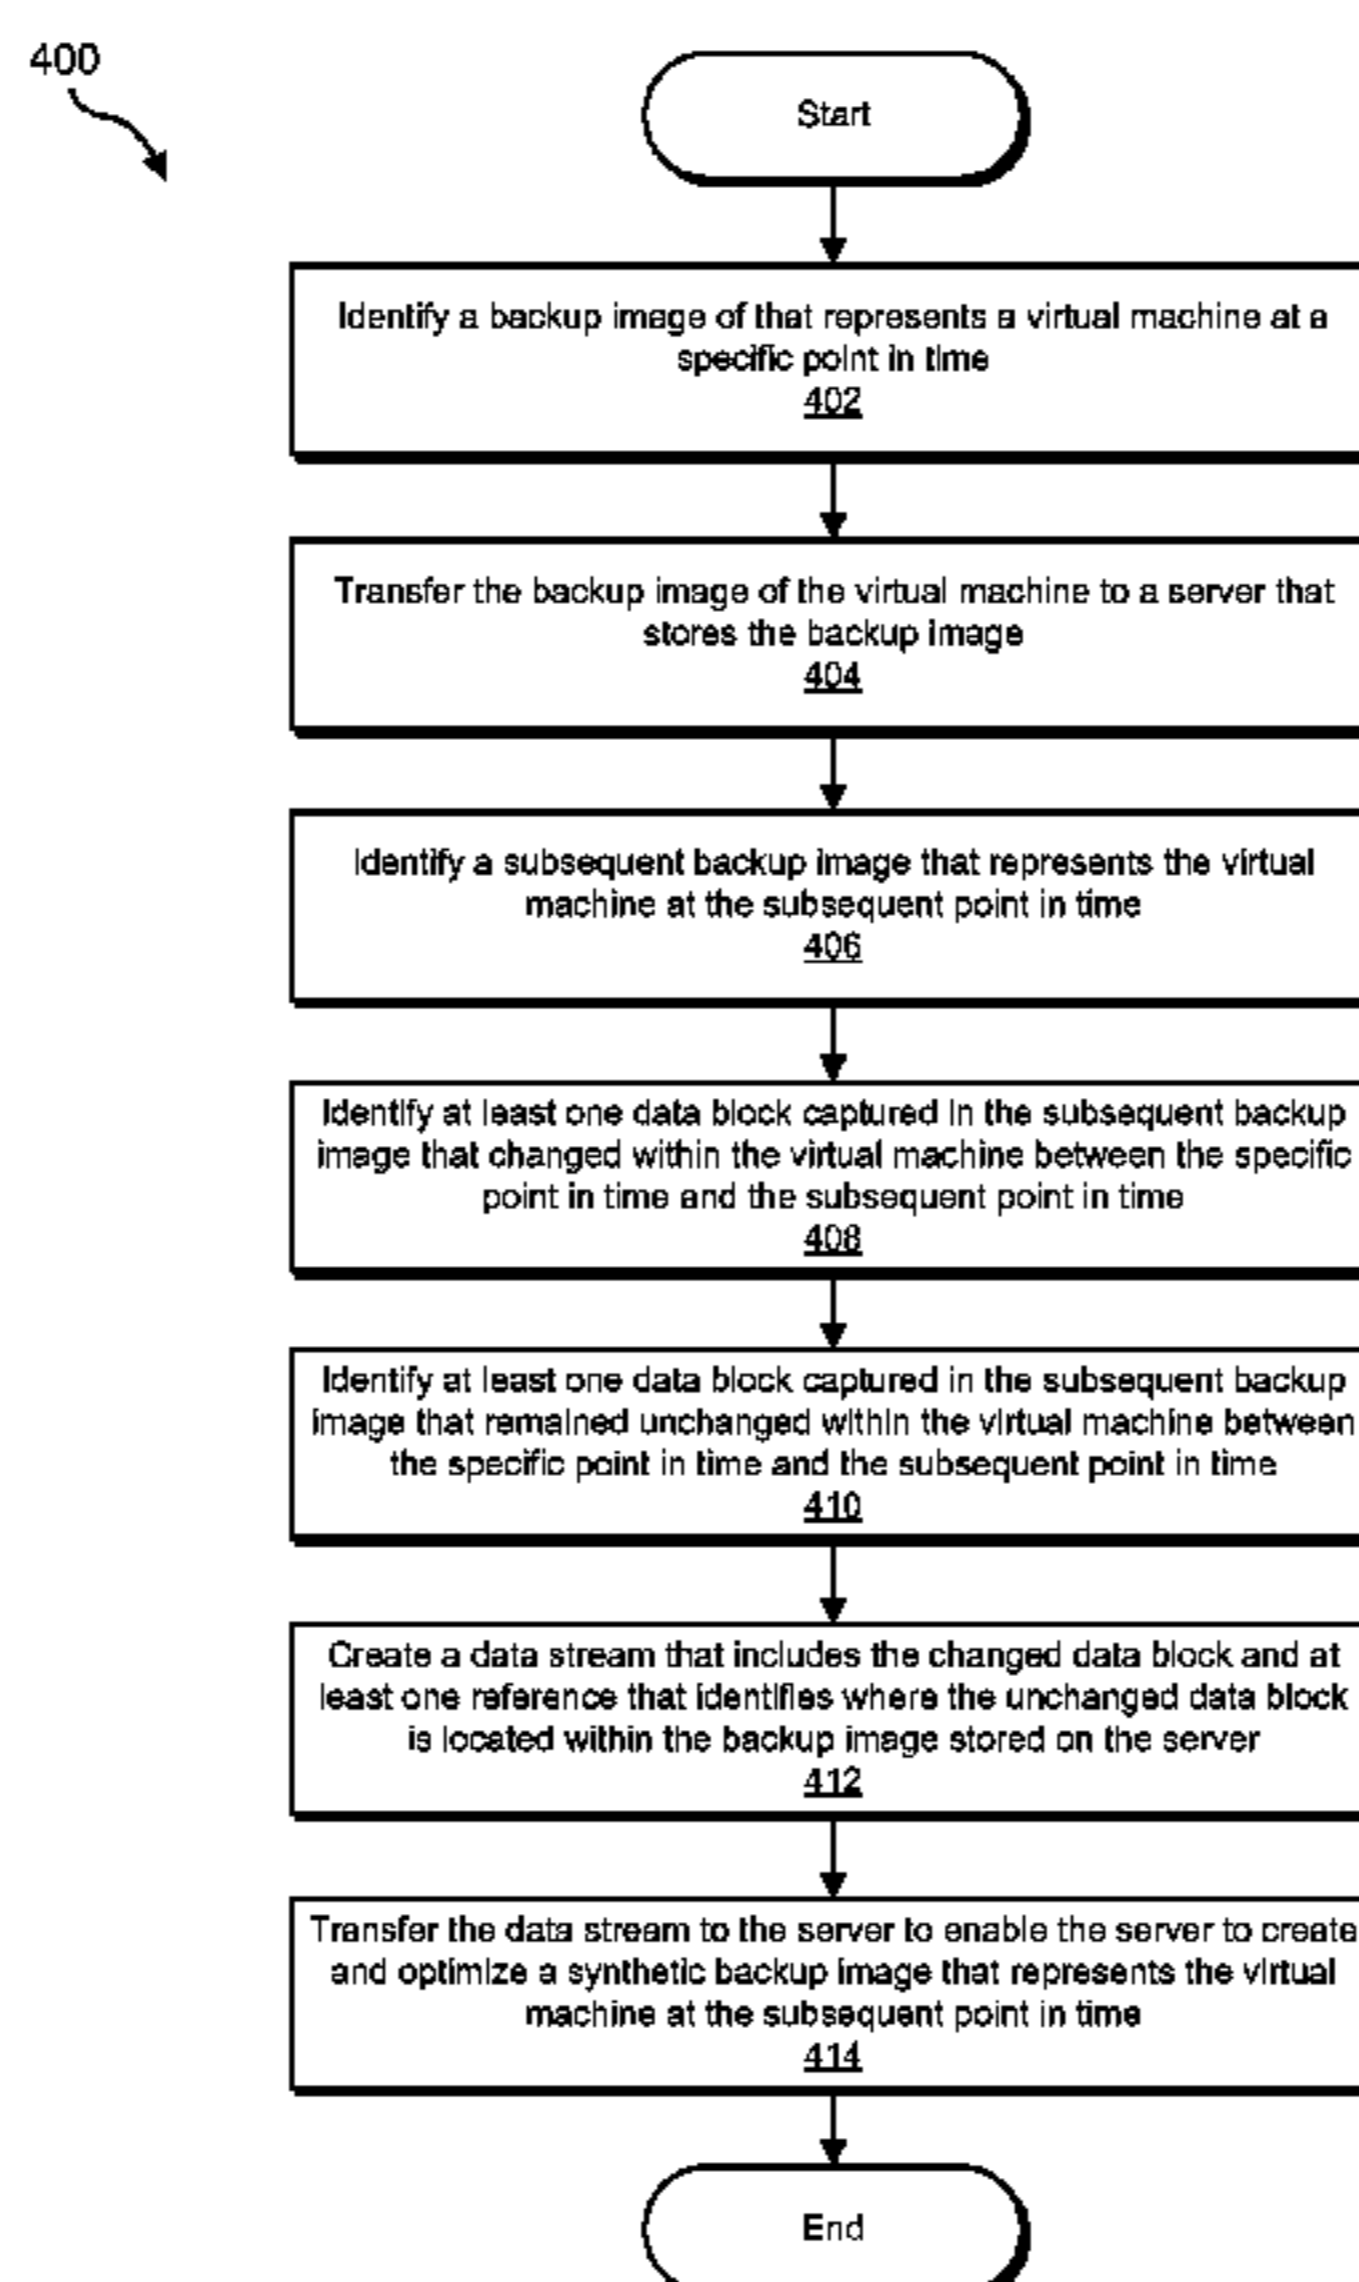 400
Start
Identify a backup image of that represents a virtual machine at a
specific point in time
402
Transfer the backup image of the virtual machine to a server that
stores the backup image
404
Identify a subsequent backup image that represents the virtual
machine at the subsequent point in time
406
Identify at least one data block captured in the subsequent backup
image that changed within the virtual machine between the specific
point in time and the subsequent point in time
408
Identify at least one data block captured in the subsequent backup
image that remained unchanged within the virtual machine between
the specific point in time and the subsequent point in time
410
Create a data stream that includes the changed data block and at
least one reference that identifies where the unchanged data block
is located within the backup image stored on the server
412
Transfer the data stream to the server to enable the server to create
and optimize a synthetic backup image that represents the virtual
machine at the subsequent point in time
414
End